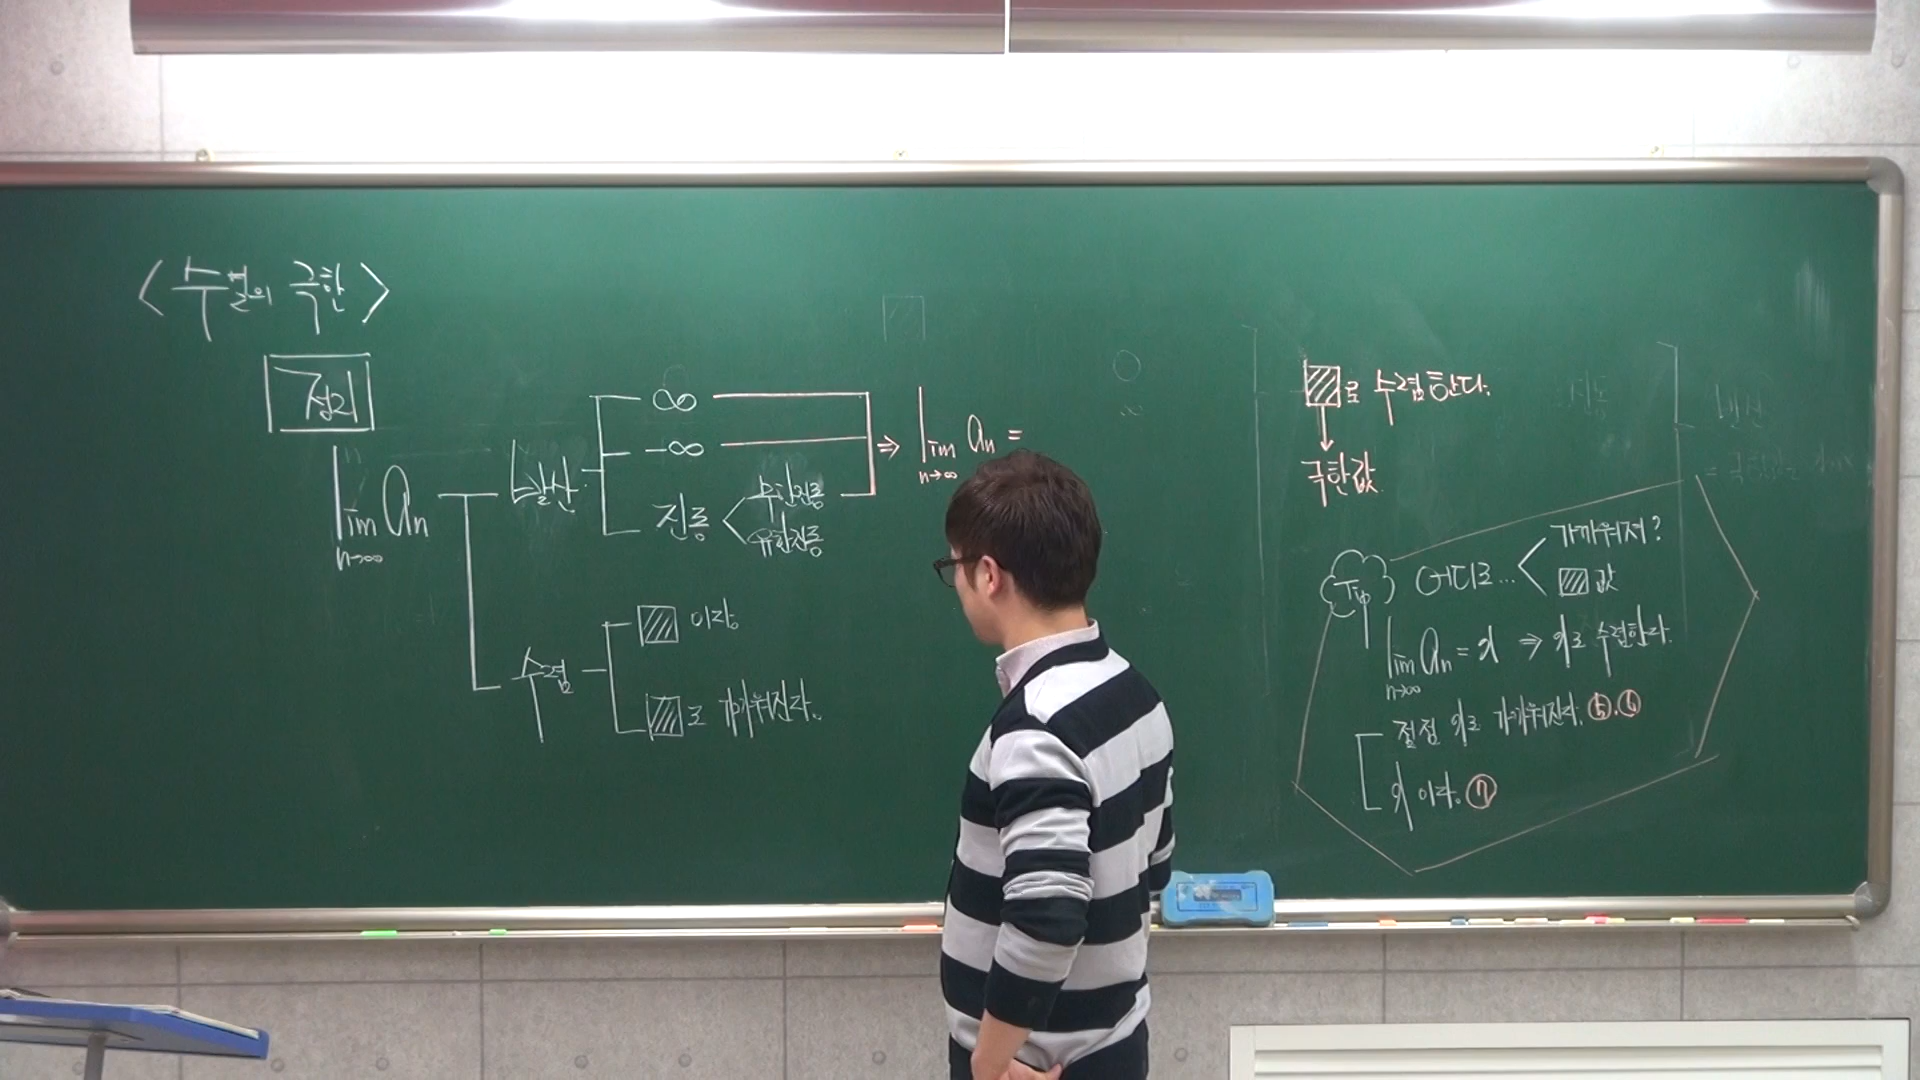 <수열의 극한>
정리
lim an
n→∞
발산
∞
-∞
진동 < 무한진동
유한진동
⇒ lim an =
n→∞
수렴
▨ 이다.
▨로 가까워진다.
▨로 수렴한다.
↓
극한값
Tip
어디로... < 가까워져?
▨ 값
lim an = α ⇒ α로 수렴한다.
n→∞
점점 α로 가까워진다. ⑤.⑥
α 이다. ⑦